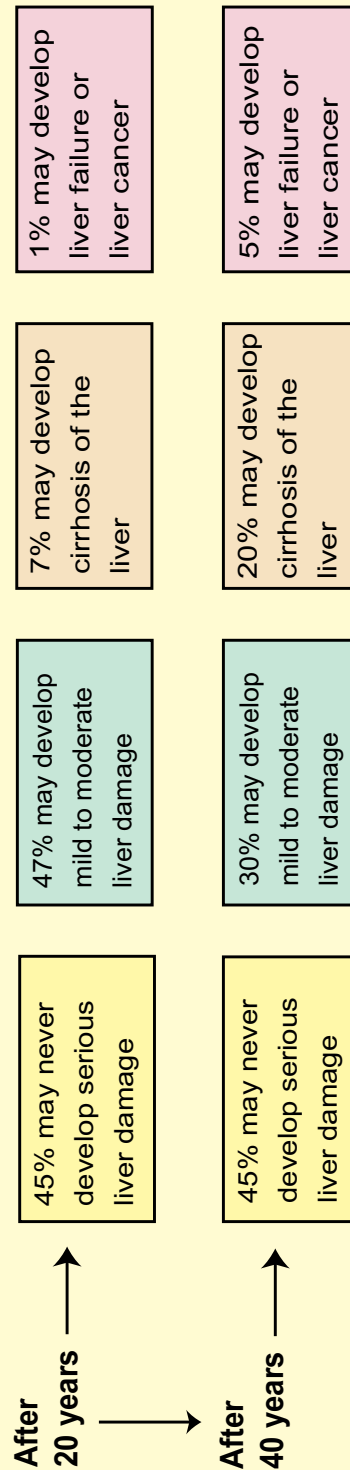 After
20 years
45% may never
develop serious
liver damage
47% may develop
mild to moderate
liver damage
7% may develop
cirrhosis of the
liver
1% may develop
liver failure or
liver cancer
After
40 years
45% may never
develop serious
liver damage
30% may develop
mild to moderate
liver damage
20% may develop
cirrhosis of the
liver
5% may develop
liver failure or
liver cancer